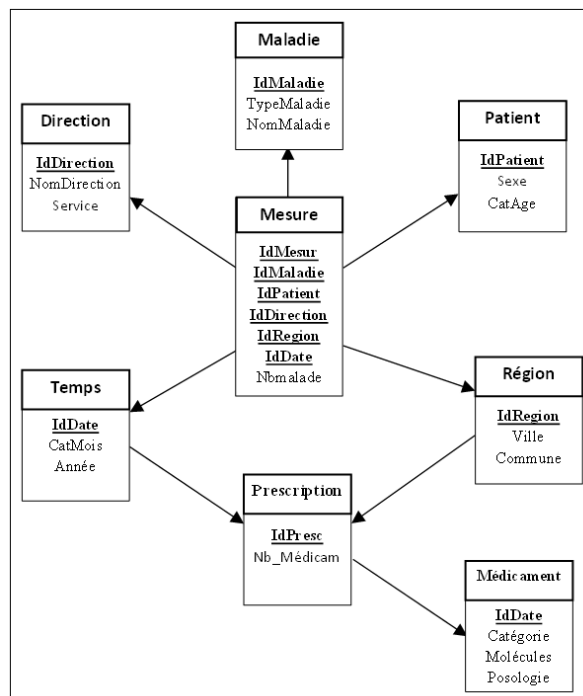 Maladie
IdMaladie
TypeMaladie
NomMaladie
Direction
IdDirection
NomDirection
Service
Patient
IdPatient
Sexe
CatAge
Mesure
IdMesur
IdMaladie
IdPatient
IdDirection
IdRegion
IdDate
Nbmalade
Temps
IdDate
CatMois
Année
Région
IdRegion
Ville
Commune
Prescription
IdPresc
Nb_Médicam
Médicament
IdDate
Catégorie
Molécules
Posologie